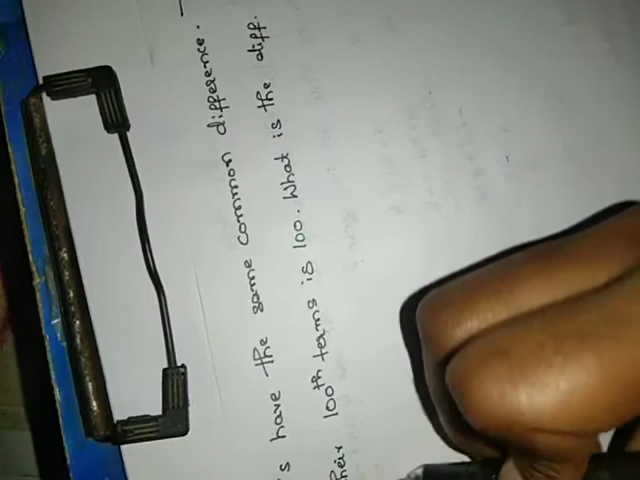 s have the same common difference.
their 100th terms is 100. What is the diff.